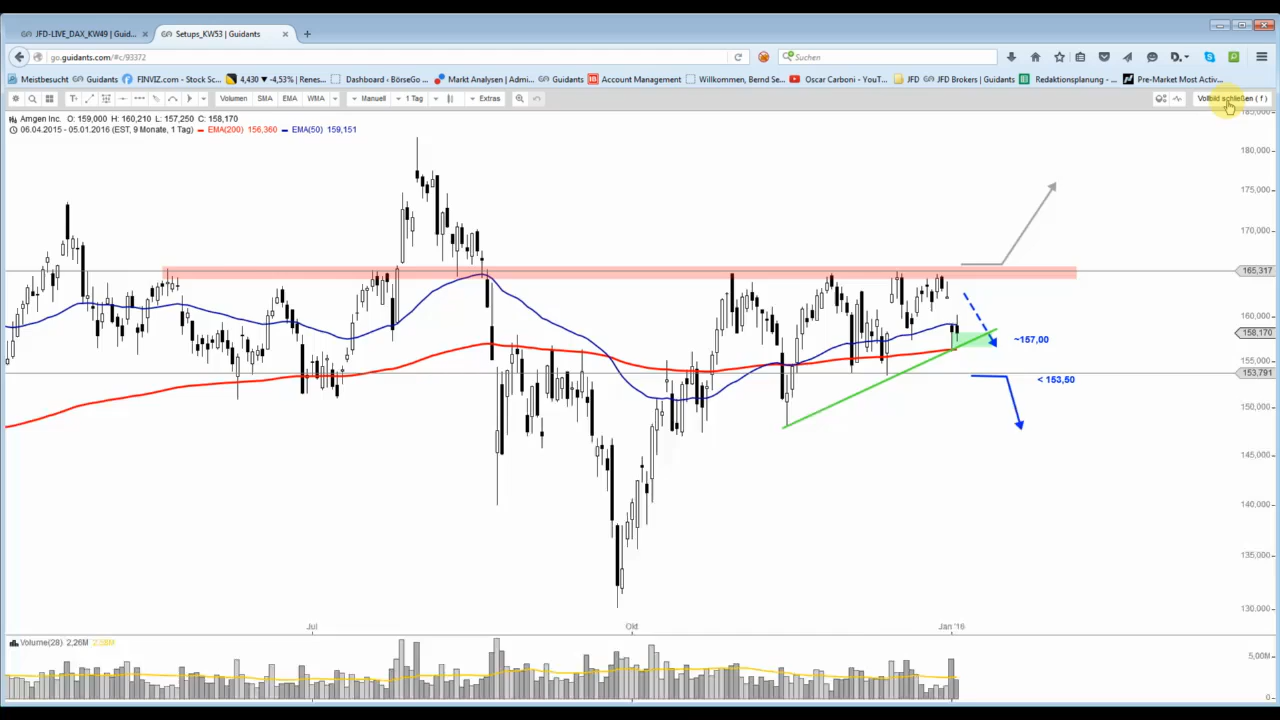 JFD-LIVE_DAX_KW49 | Guid...
Setups_KW53 | Guidants
go.guidants.com/#c/93372
Suchen
Meistbesucht
Guidants
FINVIZ.com - Stock Sc...
4,430 ▼ -4,53% | Renes...
Dashboard ‹ BörseGo ...
Markt Analysen | Admi...
Guidants
Account Management
Willkommen, Bernd Se...
Oscar Carboni - YouT...
JFD
JFD Brokers | Guidants
Redaktionsplanung - ...
Pre-Market Most Activ...
Volumen
SMA
EMA
WMA
Manuell
1 Tag
Extras
Vollbild schließen ( f )
Amgen Inc. O: 159,000 H: 160,210 L: 157,250 C: 158,170
06.04.2015 - 05.01.2016 (EST, 9 Monate, 1 Tag) EMA(200) 156,360 EMA(50) 159,151
185,000
180,000
175,000
170,000
165,317
160,000
158,170
~157,00
155,000
153,791
< 153,50
150,000
145,000
140,000
135,000
130,000
Jul
Okt
Jan '16
Volume(28) 2,26M 2,58M
5,00M
0